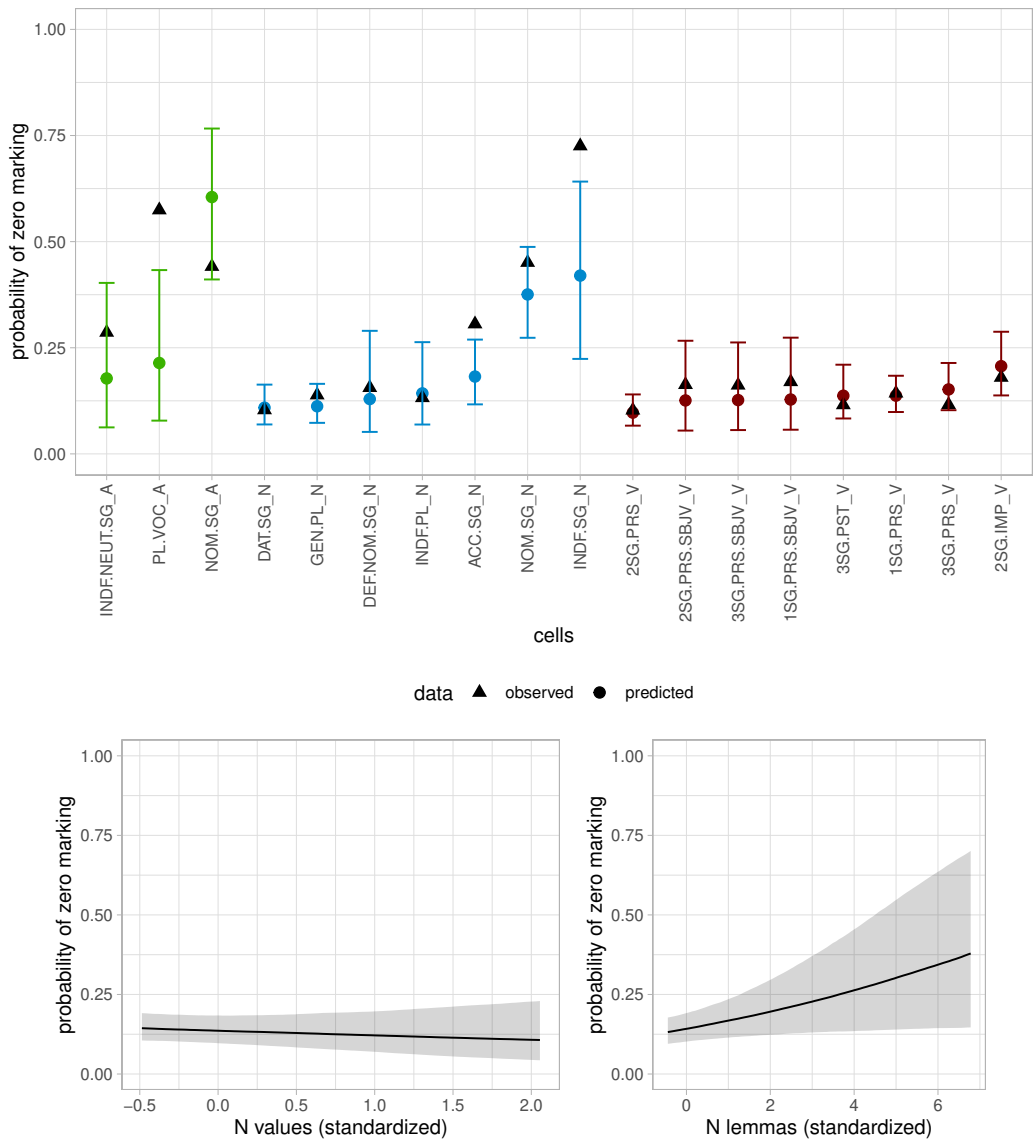 probability of zero marking
1.00
0.75
0.50
0.25
0.00
INDF.NEUT.SG_A
PL.VOC_A
NOM.SG_A
DAT.SG_N
GEN.PL_N
DEF.NOM.SG_N
INDF.PL_N
ACC.SG_N
NOM.SG_N
INDF.SG_N
2SG.PRS_V
2SG.PRS.SBJV_V
3SG.PRS.SBJV_V
1SG.PRS.SBJV_V
3SG.PST_V
1SG.PRS_V
3SG.PRS_V
2SG.IMP_V
cells
data observed predicted
probability of zero marking
1.00
0.75
0.50
0.25
0.00
−0.5 0.0 0.5 1.0 1.5 2.0
N values (standardized)
probability of zero marking
1.00
0.75
0.50
0.25
0.00
0 2 4 6
N lemmas (standardized)